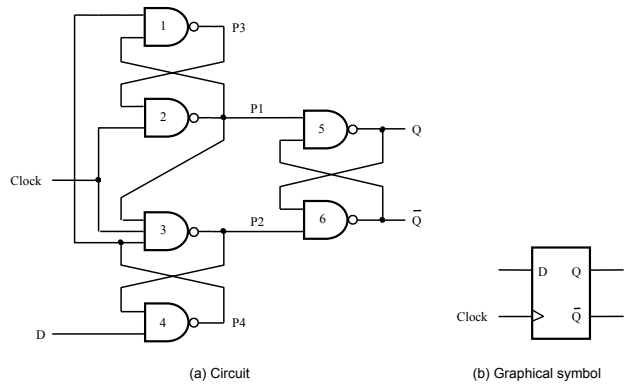 1
P3
2
P1
5
Q
Clock
3
P2
6
Q̅
4
P4
D
D Q
Clock
Q̅
(a) Circuit
(b) Graphical symbol